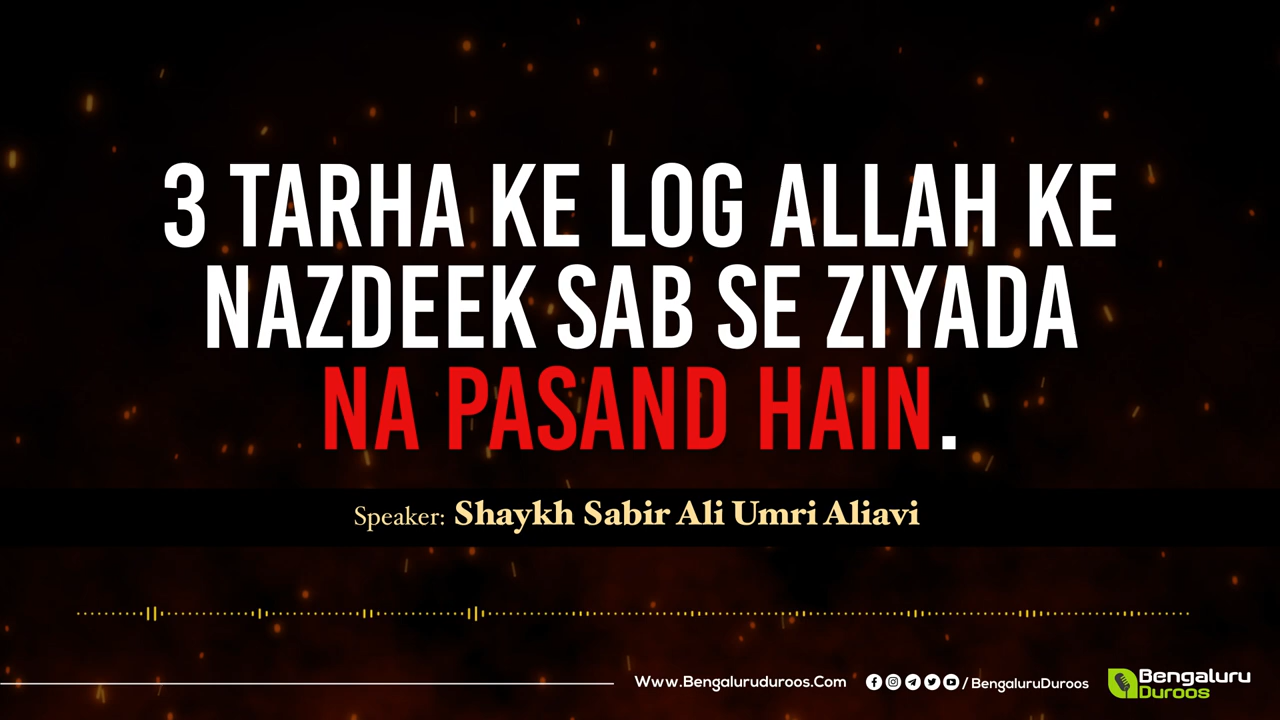 3 TARHA KE LOG ALLAH KE
NAZDEEK SAB SE ZIYADA
NA PASAND HAIN.
Speaker: Shaykh Sabir Ali Umri Aliavi
Www.Bengaluruduroos.Com
/BengaluruDuroos
Bengaluru
Duroos